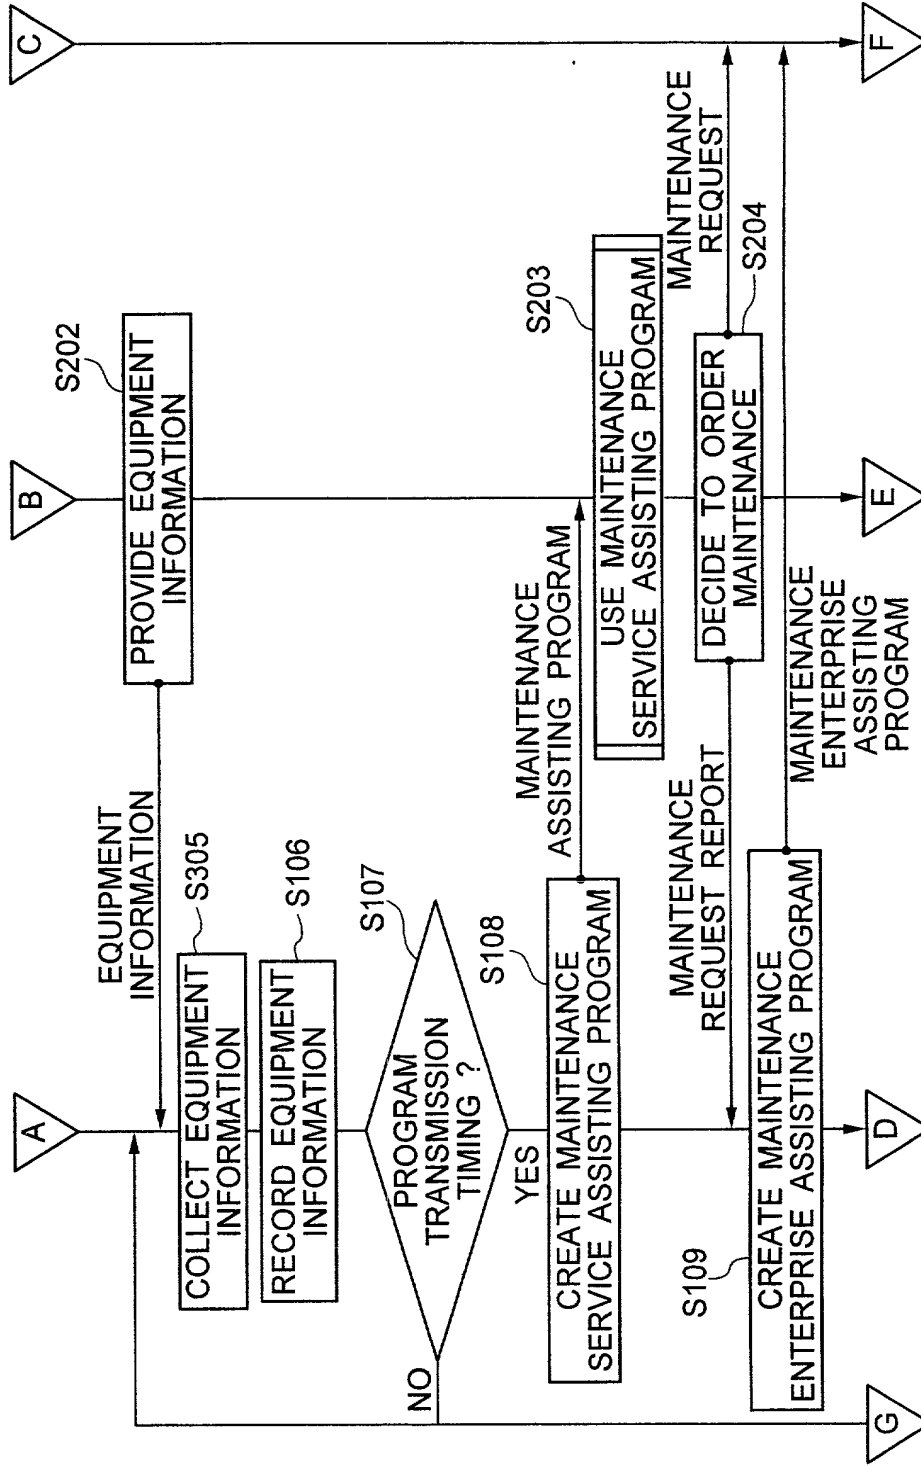 A
B
C
S202
PROVIDE EQUIPMENT
INFORMATION
EQUIPMENT
INFORMATION
S305
COLLECT EQUIPMENT
INFORMATION
S106
RECORD EQUIPMENT
INFORMATION
S107
PROGRAM
TRANSMISSION
TIMING ?
NO
YES
S108
CREATE MAINTENANCE
SERVICE ASSISTING PROGRAM
MAINTENANCE
ASSISTING PROGRAM
S203
USE MAINTENANCE
SERVICE ASSISTING PROGRAM
MAINTENANCE
REQUEST
S204
DECIDE TO ORDER
MAINTENANCE
MAINTENANCE
REQUEST REPORT
S109
CREATE MAINTENANCE
ENTERPRISE ASSISTING PROGRAM
MAINTENANCE
ENTERPRISE
ASSISTING
PROGRAM
G
D
E
F